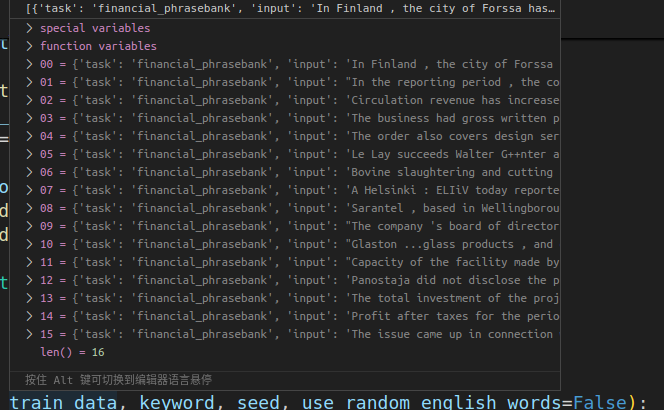 [{'task': 'financial_phrasebank', 'input': 'In Finland , the city of Forssa has…
> special variables
> function variables
> 00 = {'task': 'financial_phrasebank', 'input': 'In Finland , the city of Forssa
> 01 = {'task': 'financial_phrasebank', 'input': "In the reporting period , the co
> 02 = {'task': 'financial_phrasebank', 'input': 'Circulation revenue has increase
> 03 = {'task': 'financial_phrasebank', 'input': 'The business had gross written p
> 04 = {'task': 'financial_phrasebank', 'input': 'The order also covers design ser
> 05 = {'task': 'financial_phrasebank', 'input': 'Le Lay succeeds Walter G++nter a
> 06 = {'task': 'financial_phrasebank', 'input': 'Bovine slaughtering and cutting
> 07 = {'task': 'financial_phrasebank', 'input': 'A Helsinki : ELIiV today reporte
> 08 = {'task': 'financial_phrasebank', 'input': 'Sarantel , based in Wellingborou
> 09 = {'task': 'financial_phrasebank', 'input': "The company 's board of director
> 10 = {'task': 'financial_phrasebank', 'input': "Glaston ...glass products , and
> 11 = {'task': 'financial_phrasebank', 'input': "Capacity of the facility made by
> 12 = {'task': 'financial_phrasebank', 'input': 'Panostaja did not disclose the p
> 13 = {'task': 'financial_phrasebank', 'input': 'The total investment of the proj
> 14 = {'task': 'financial_phrasebank', 'input': 'Profit after taxes for the perio
> 15 = {'task': 'financial_phrasebank', 'input': 'The issue came up in connection
len() = 16
按住 Alt 键可切换到编辑器语言悬停
train_data, keyword, seed, use_random_english_words=False):